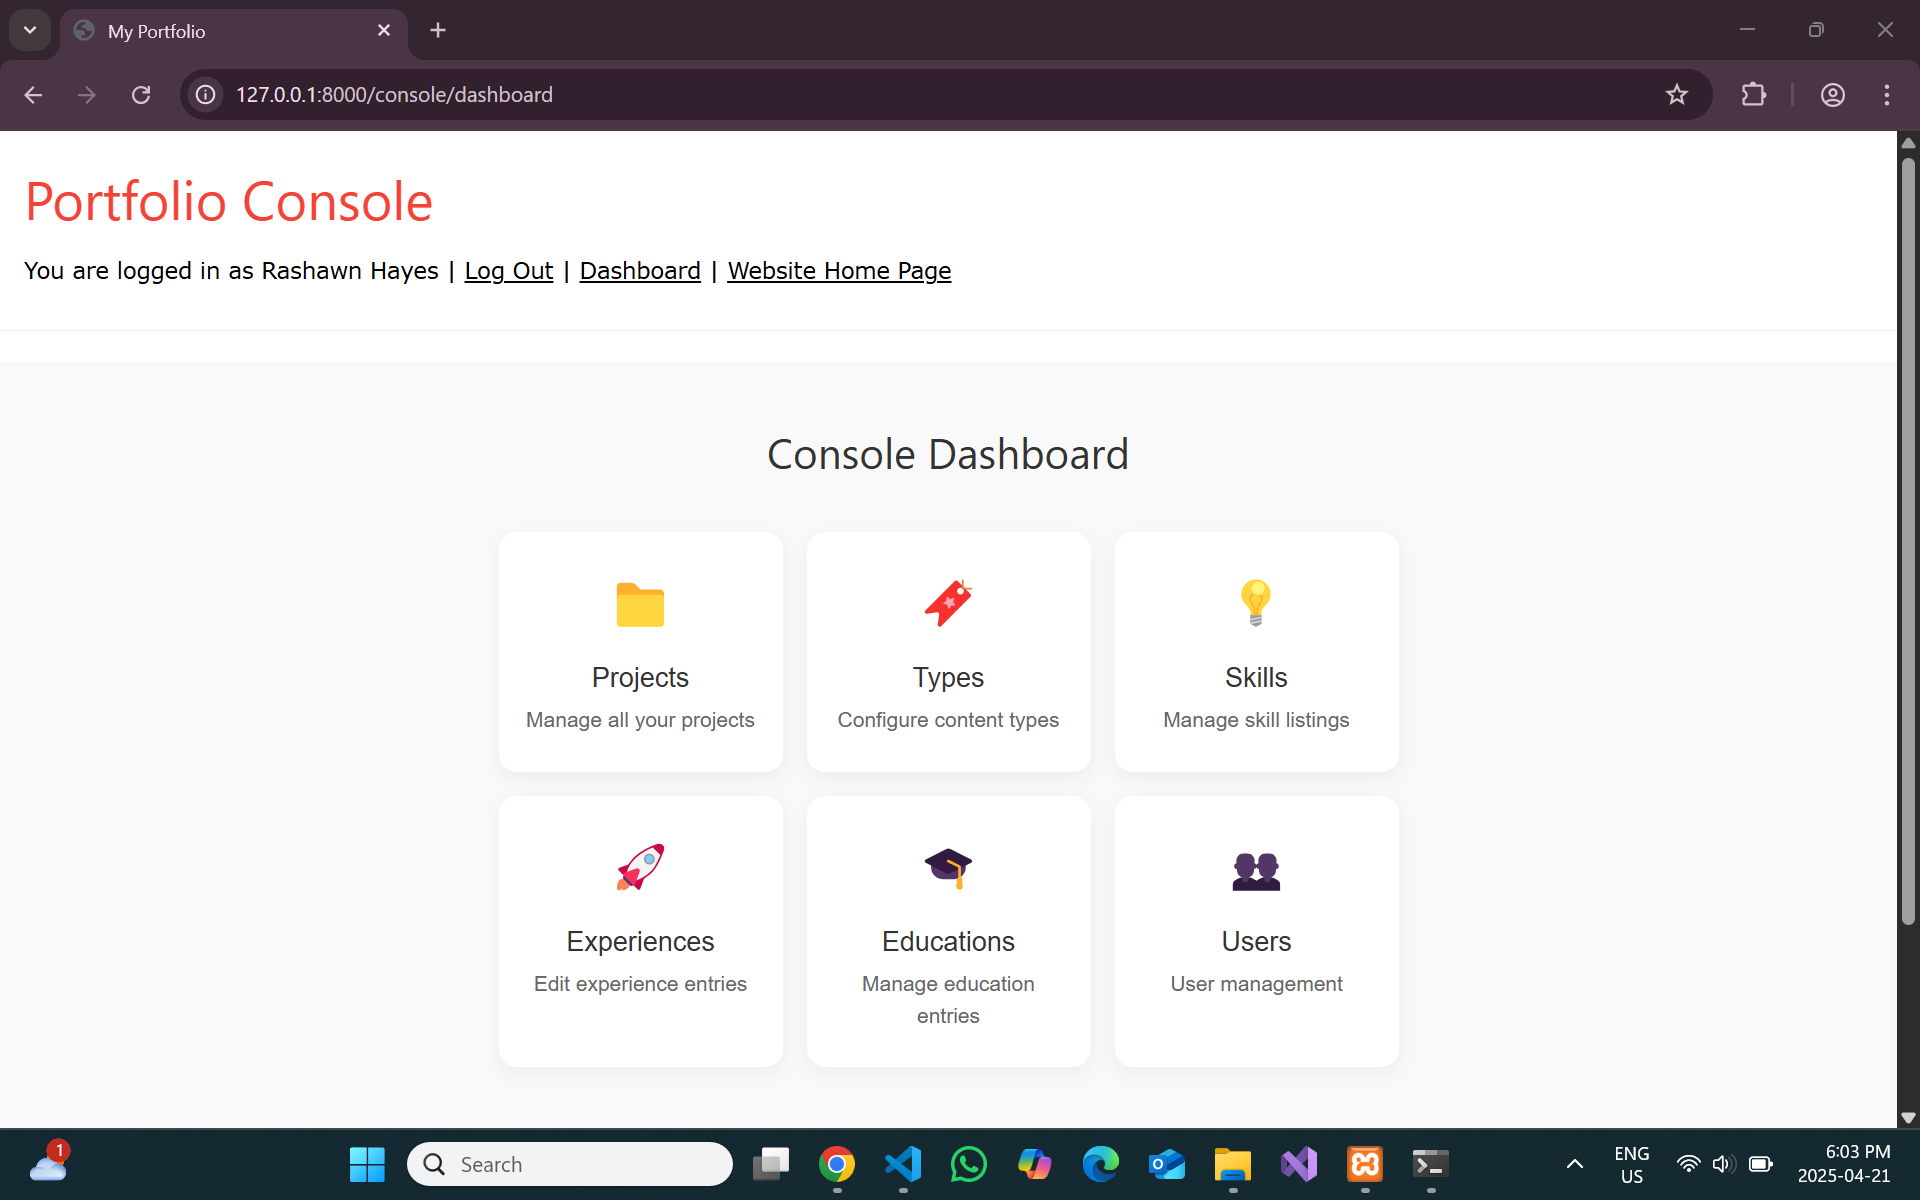 My Portfolio
127.0.0.1:8000/console/dashboard
Portfolio Console
You are logged in as Rashawn Hayes | Log Out | Dashboard | Website Home Page
Console Dashboard
Projects
Manage all your projects
Types
Configure content types
Skills
Manage skill listings
Experiences
Edit experience entries
Educations
Manage education
entries
Users
User management
1
Search
ENG
US
6:03 PM
2025-04-21